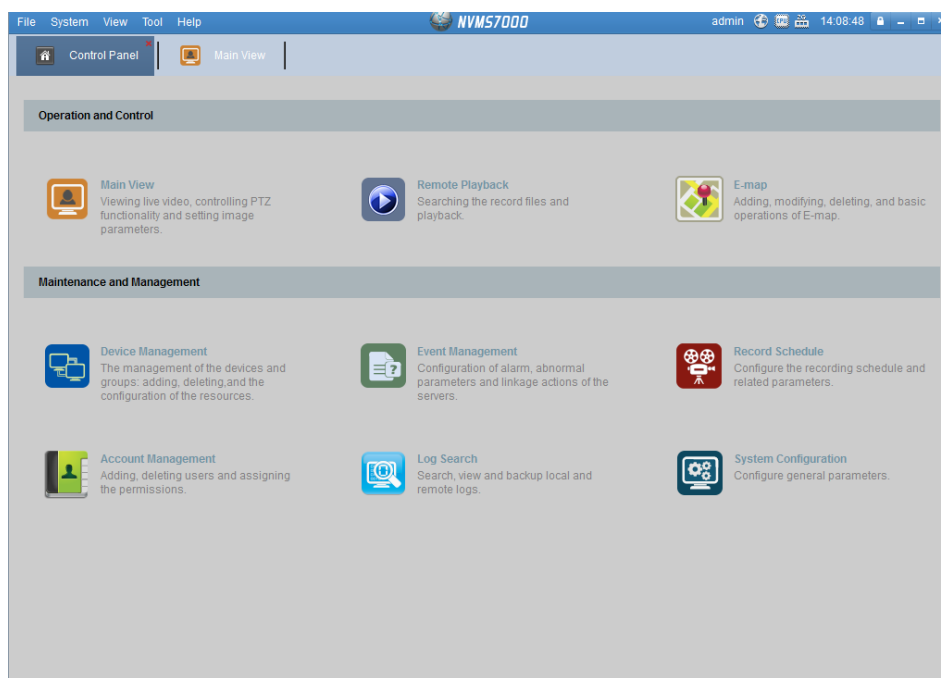 File System View Tool Help NVMS7000 admin 14:08:48
Control Panel Main View
Operation and Control
Main View
Viewing live video, controlling PTZ
functionality and setting image
parameters.
Remote Playback
Searching the record files and
playback.
E-map
Adding, modifying, deleting, and basic
operations of E-map.
Maintenance and Management
Device Management
The management of the devices and
groups: adding, deleting,and the
configuration of the resources.
Event Management
Configuration of alarm, abnormal
parameters and linkage actions of the
servers.
Record Schedule
Configure the recording schedule and
related parameters.
Account Management
Adding, deleting users and assigning
the permissions.
Log Search
Search, view and backup local and
remote logs.
System Configuration
Configure general parameters.